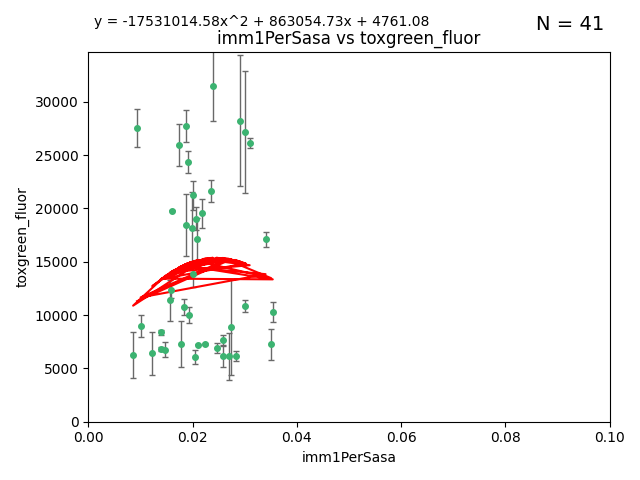 y = -17531014.58x^2 + 863054.73x + 4761.08
N = 41
imm1PerSasa vs toxgreen_fluor
30000
25000
20000
15000
10000
5000
0
toxgreen_fluor
0.00 0.02 0.04 0.06 0.08 0.10
imm1PerSasa